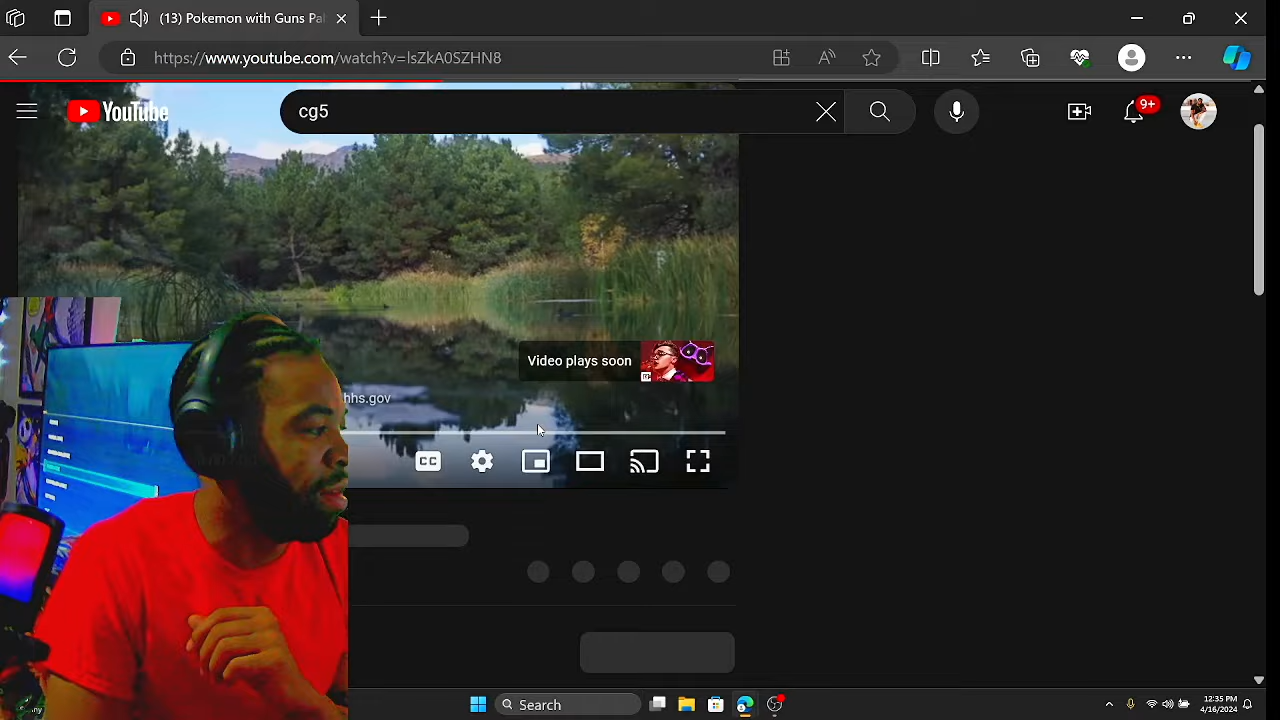 (13) Pokemon with Guns Pal
https://www.youtube.com/watch?v=lsZkA0SZHN8
YouTube
cg5
9+
Video plays soon
hhs.gov
CC
Search
12:35 PM
4/16/2024